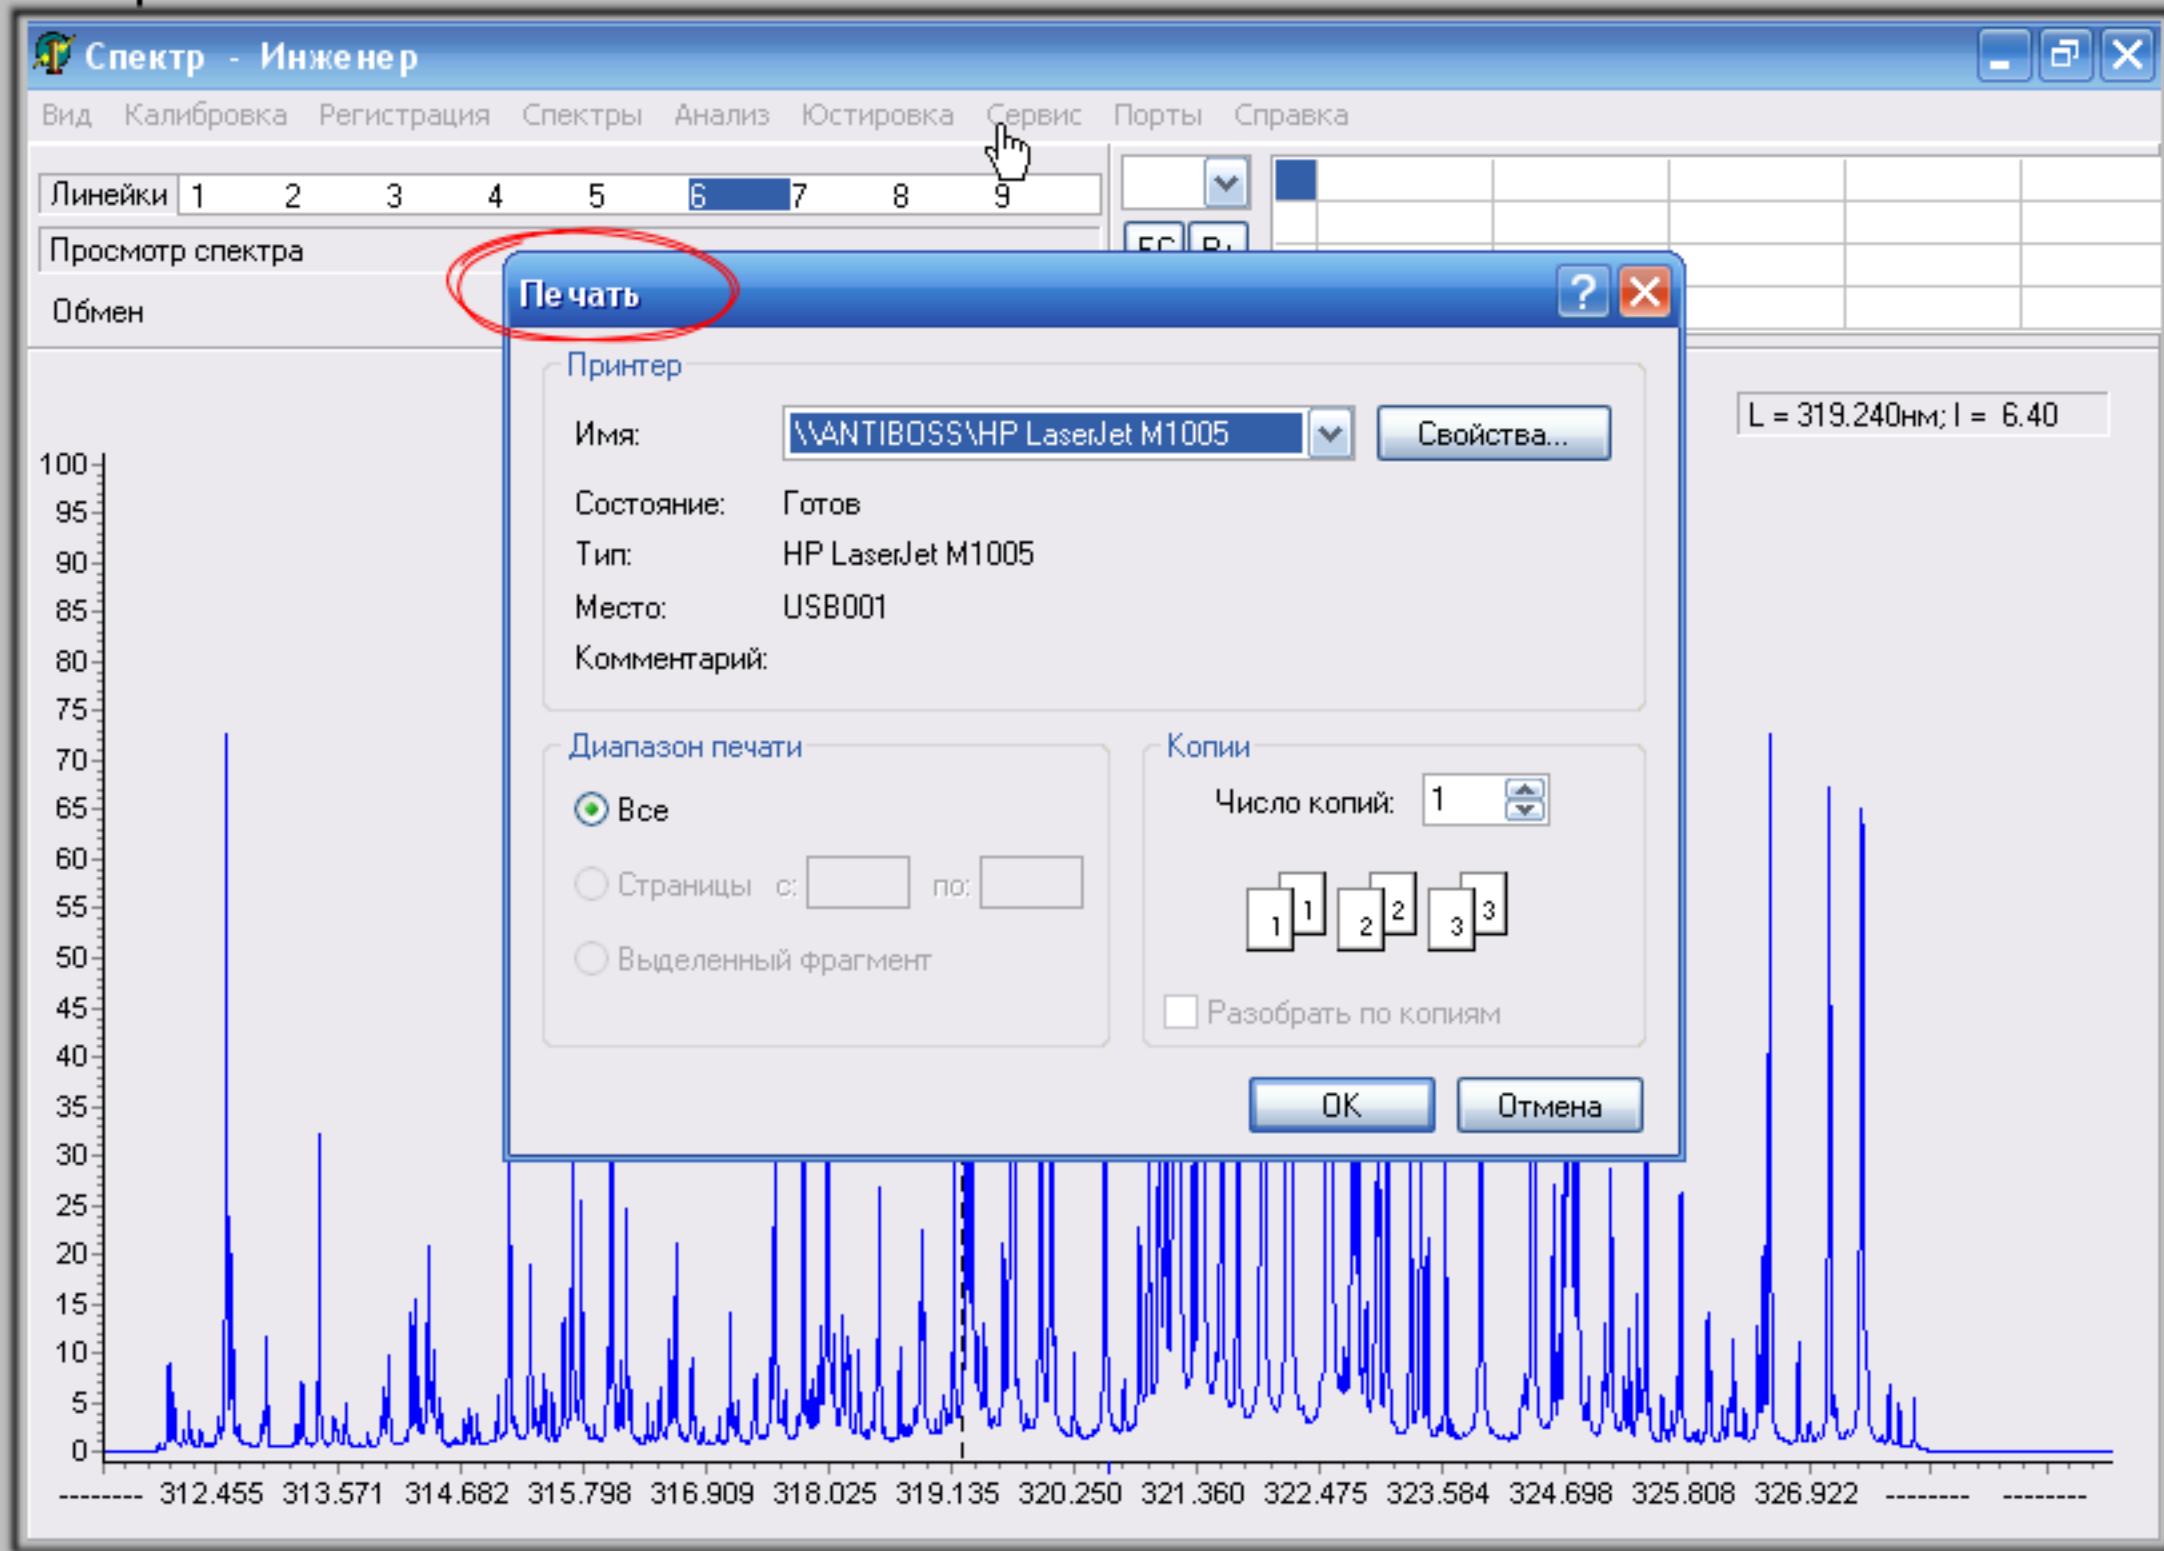 Спектр - Инженер
Вид Калибровка Регистрация Спектры Анализ Юстировка Сервис Порты Справка
Линейки 1 2 3 4 5 6 7 8 9
Просмотр спектра
Обмен
Печать
Принтер
Имя: \\ANTIBOSS\HP LaserJet M1005 Свойства...
Состояние: Готов
Тип: HP LaserJet M1005
Место: USB001
Комментарий:
Диапазон печати
Все
Страницы с: по:
Выделенный фрагмент
Копии
Число копий: 1
1 1 2 2 3 3
Разобрать по копиям
OK Отмена
L = 319.240нм; I = 6.40
100
95
90
85
80
75
70
65
60
55
50
45
40
35
30
25
20
15
10
5
0
-------- 312.455 313.571 314.682 315.798 316.909 318.025 319.135 320.250 321.360 322.475 323.584 324.698 325.808 326.922 -------- --------